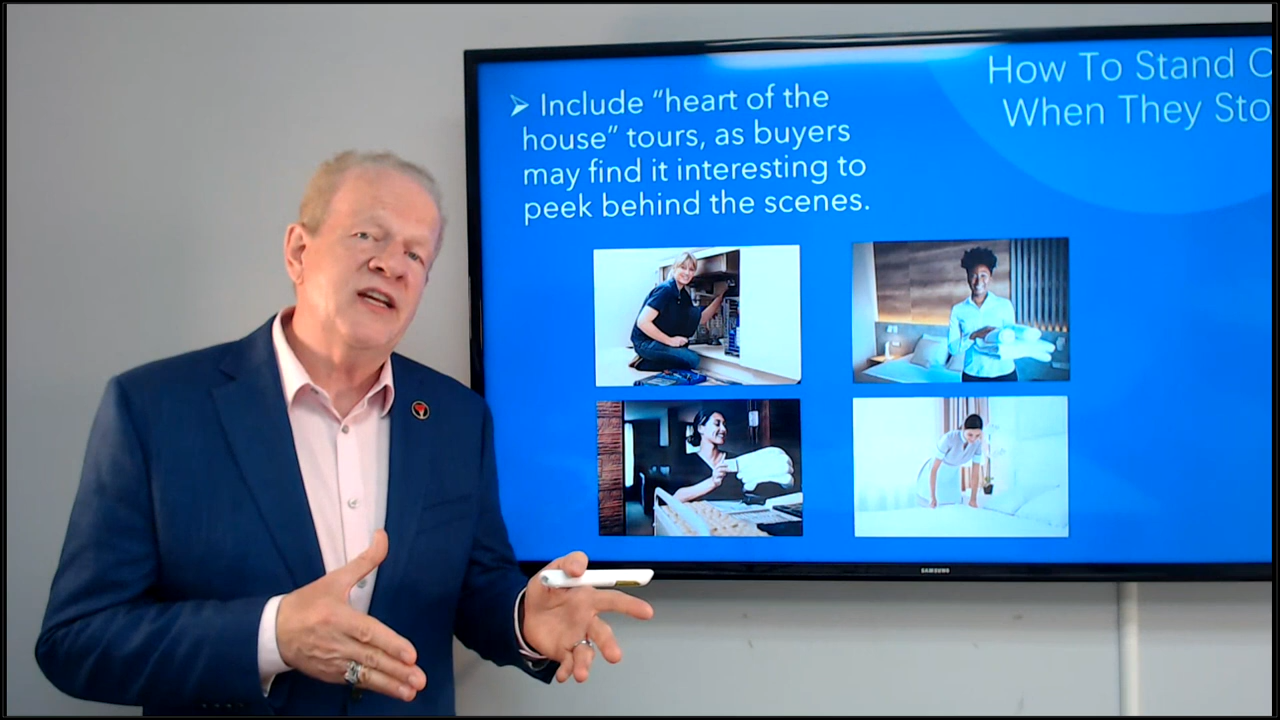 How To Stand
When They
➢ Include “heart of the
house” tours, as buyers
may find it interesting to
peek behind the scenes.
SAMSUNG